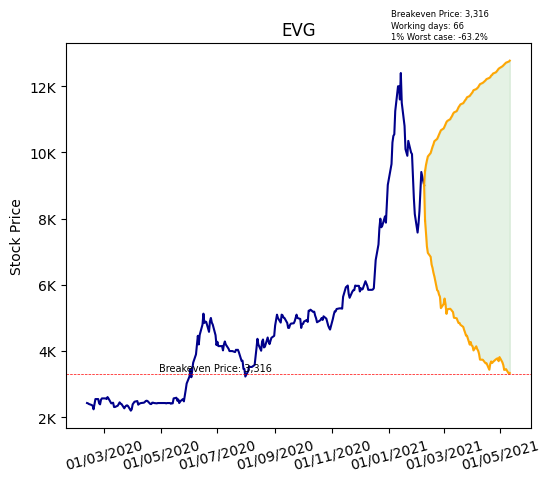 Breakeven Price: 3,316
Working days: 66
1% Worst case: -63.2%
EVG
Stock Price
12K
10K
8K
6K
4K
2K
Breakeven Price: 3,316
01/03/2020
01/05/2020
01/07/2020
01/09/2020
01/11/2020
01/01/2021
01/03/2021
01/05/2021